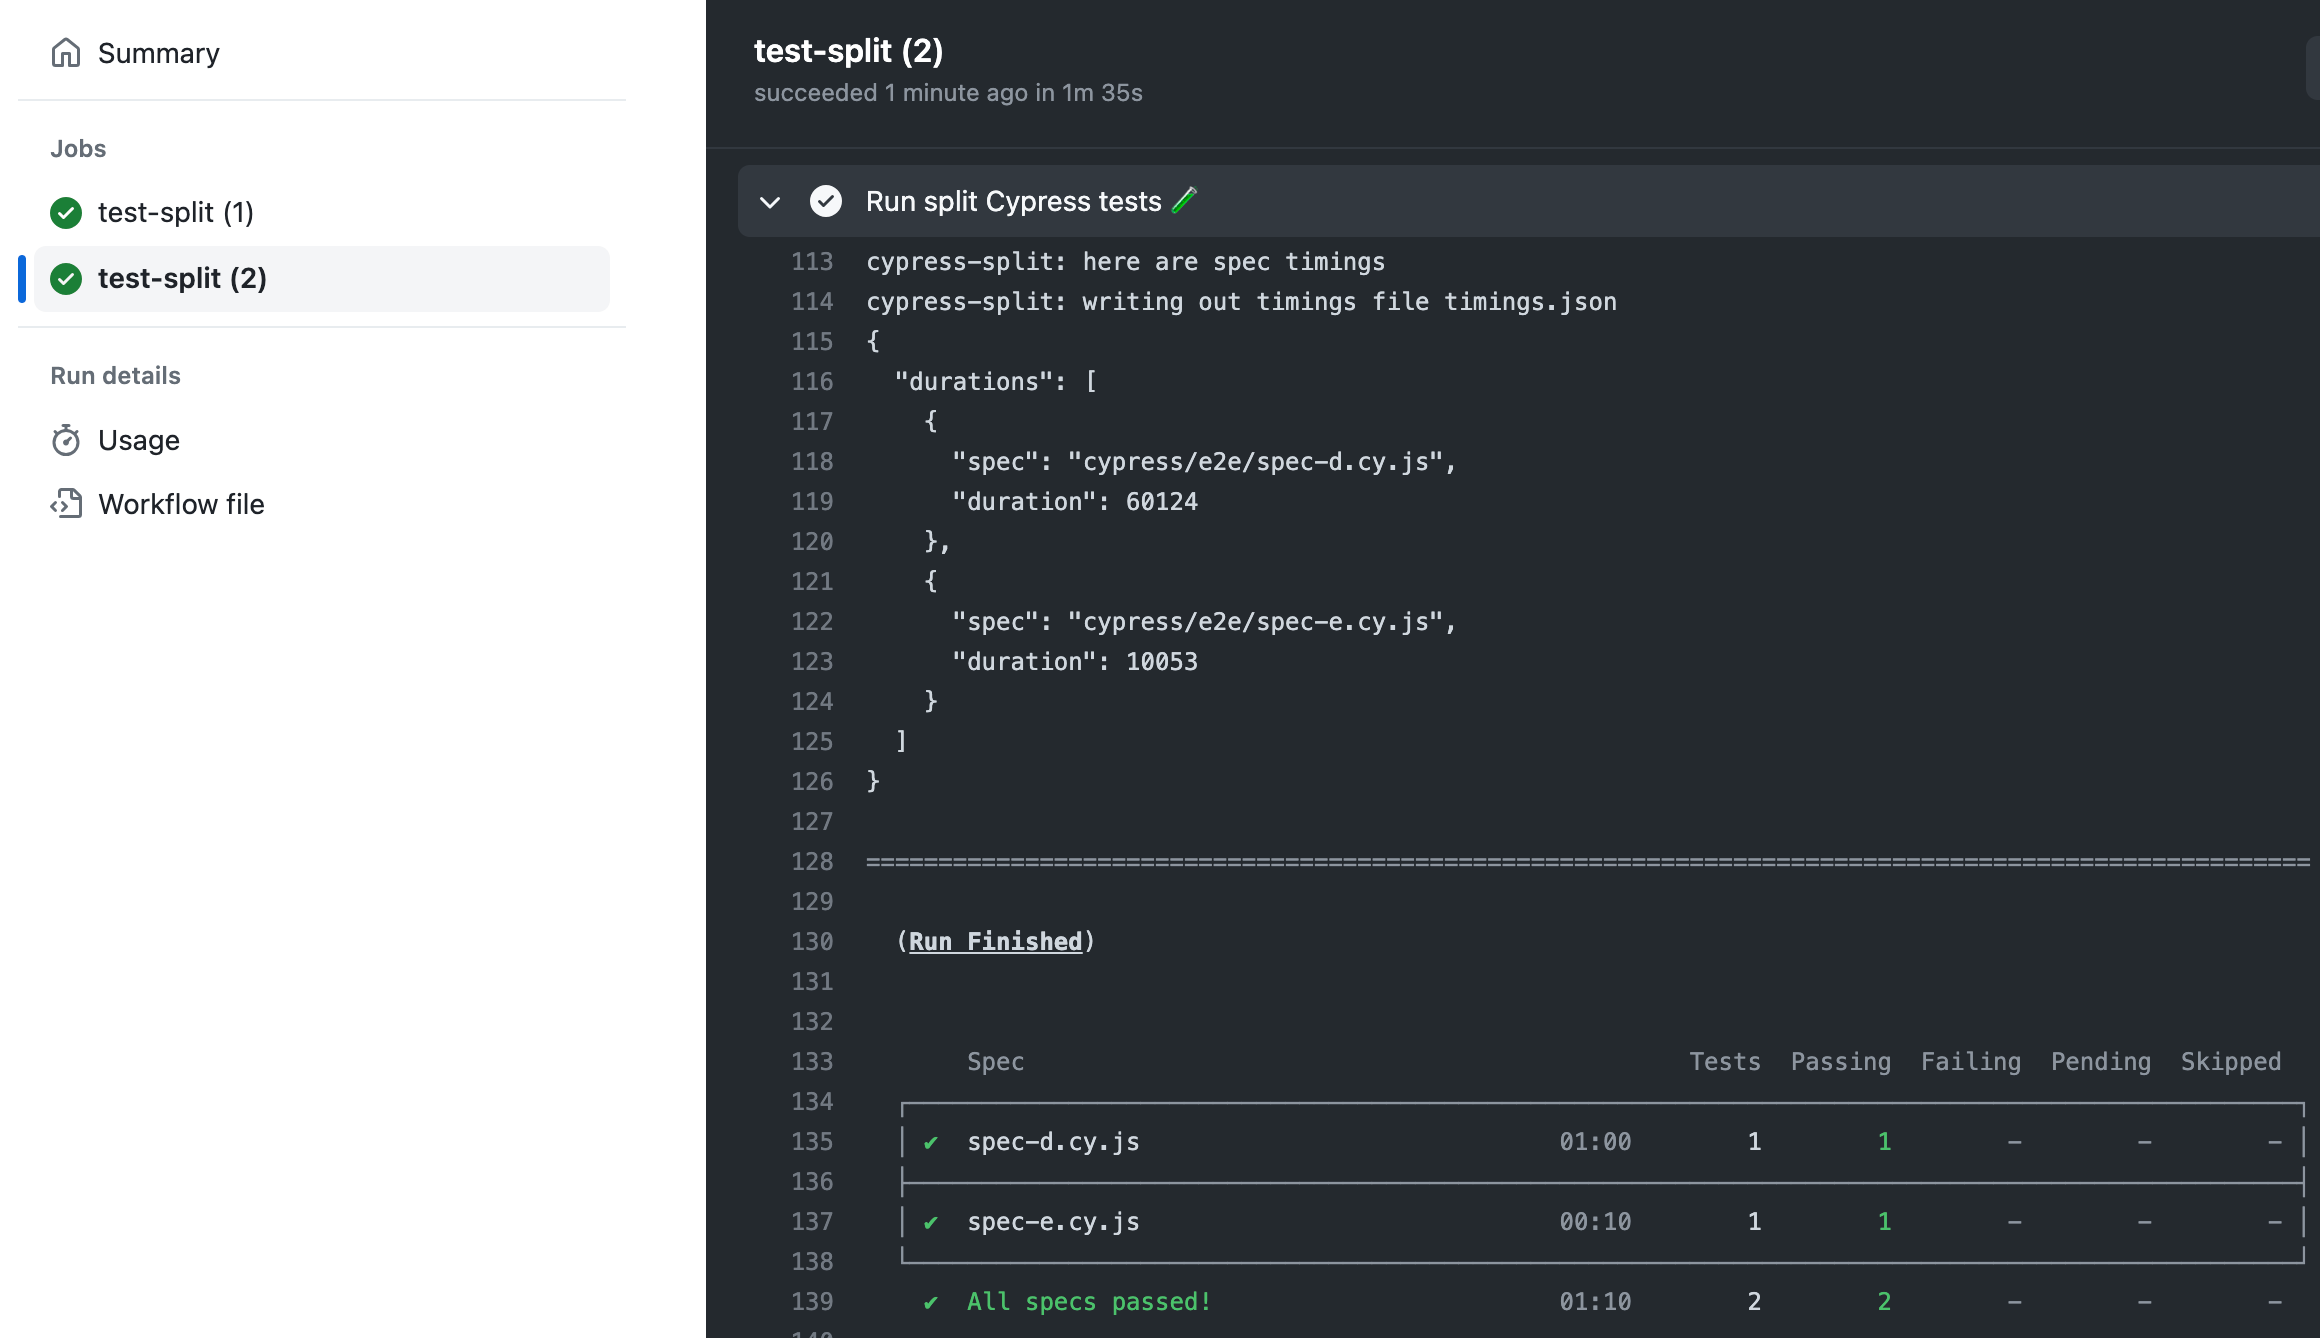 Summary
Jobs
test-split (1)
test-split (2)
Run details
Usage
Workflow file
test-split (2)
succeeded 1 minute ago in 1m 35s
Run split Cypress tests 🧪
113 cypress-split: here are spec timings
114 cypress-split: writing out timings file timings.json
115 {
116   "durations": [
117     {
118       "spec": "cypress/e2e/spec-d.cy.js",
119       "duration": 60124
120     },
121     {
122       "spec": "cypress/e2e/spec-e.cy.js",
123       "duration": 10053
124     }
125   ]
126 }
127
128 ====================================================================================================
129
130   (Run Finished)
131
132
133        Spec                                              Tests  Passing  Failing  Pending  Skipped
134
135   ✔  spec-d.cy.js                             01:00        1        1        -        -        -
136
137   ✔  spec-e.cy.js                             00:10        1        1        -        -        -
138
139   ✔  All specs passed!                        01:10        2        2        -        -        -
140